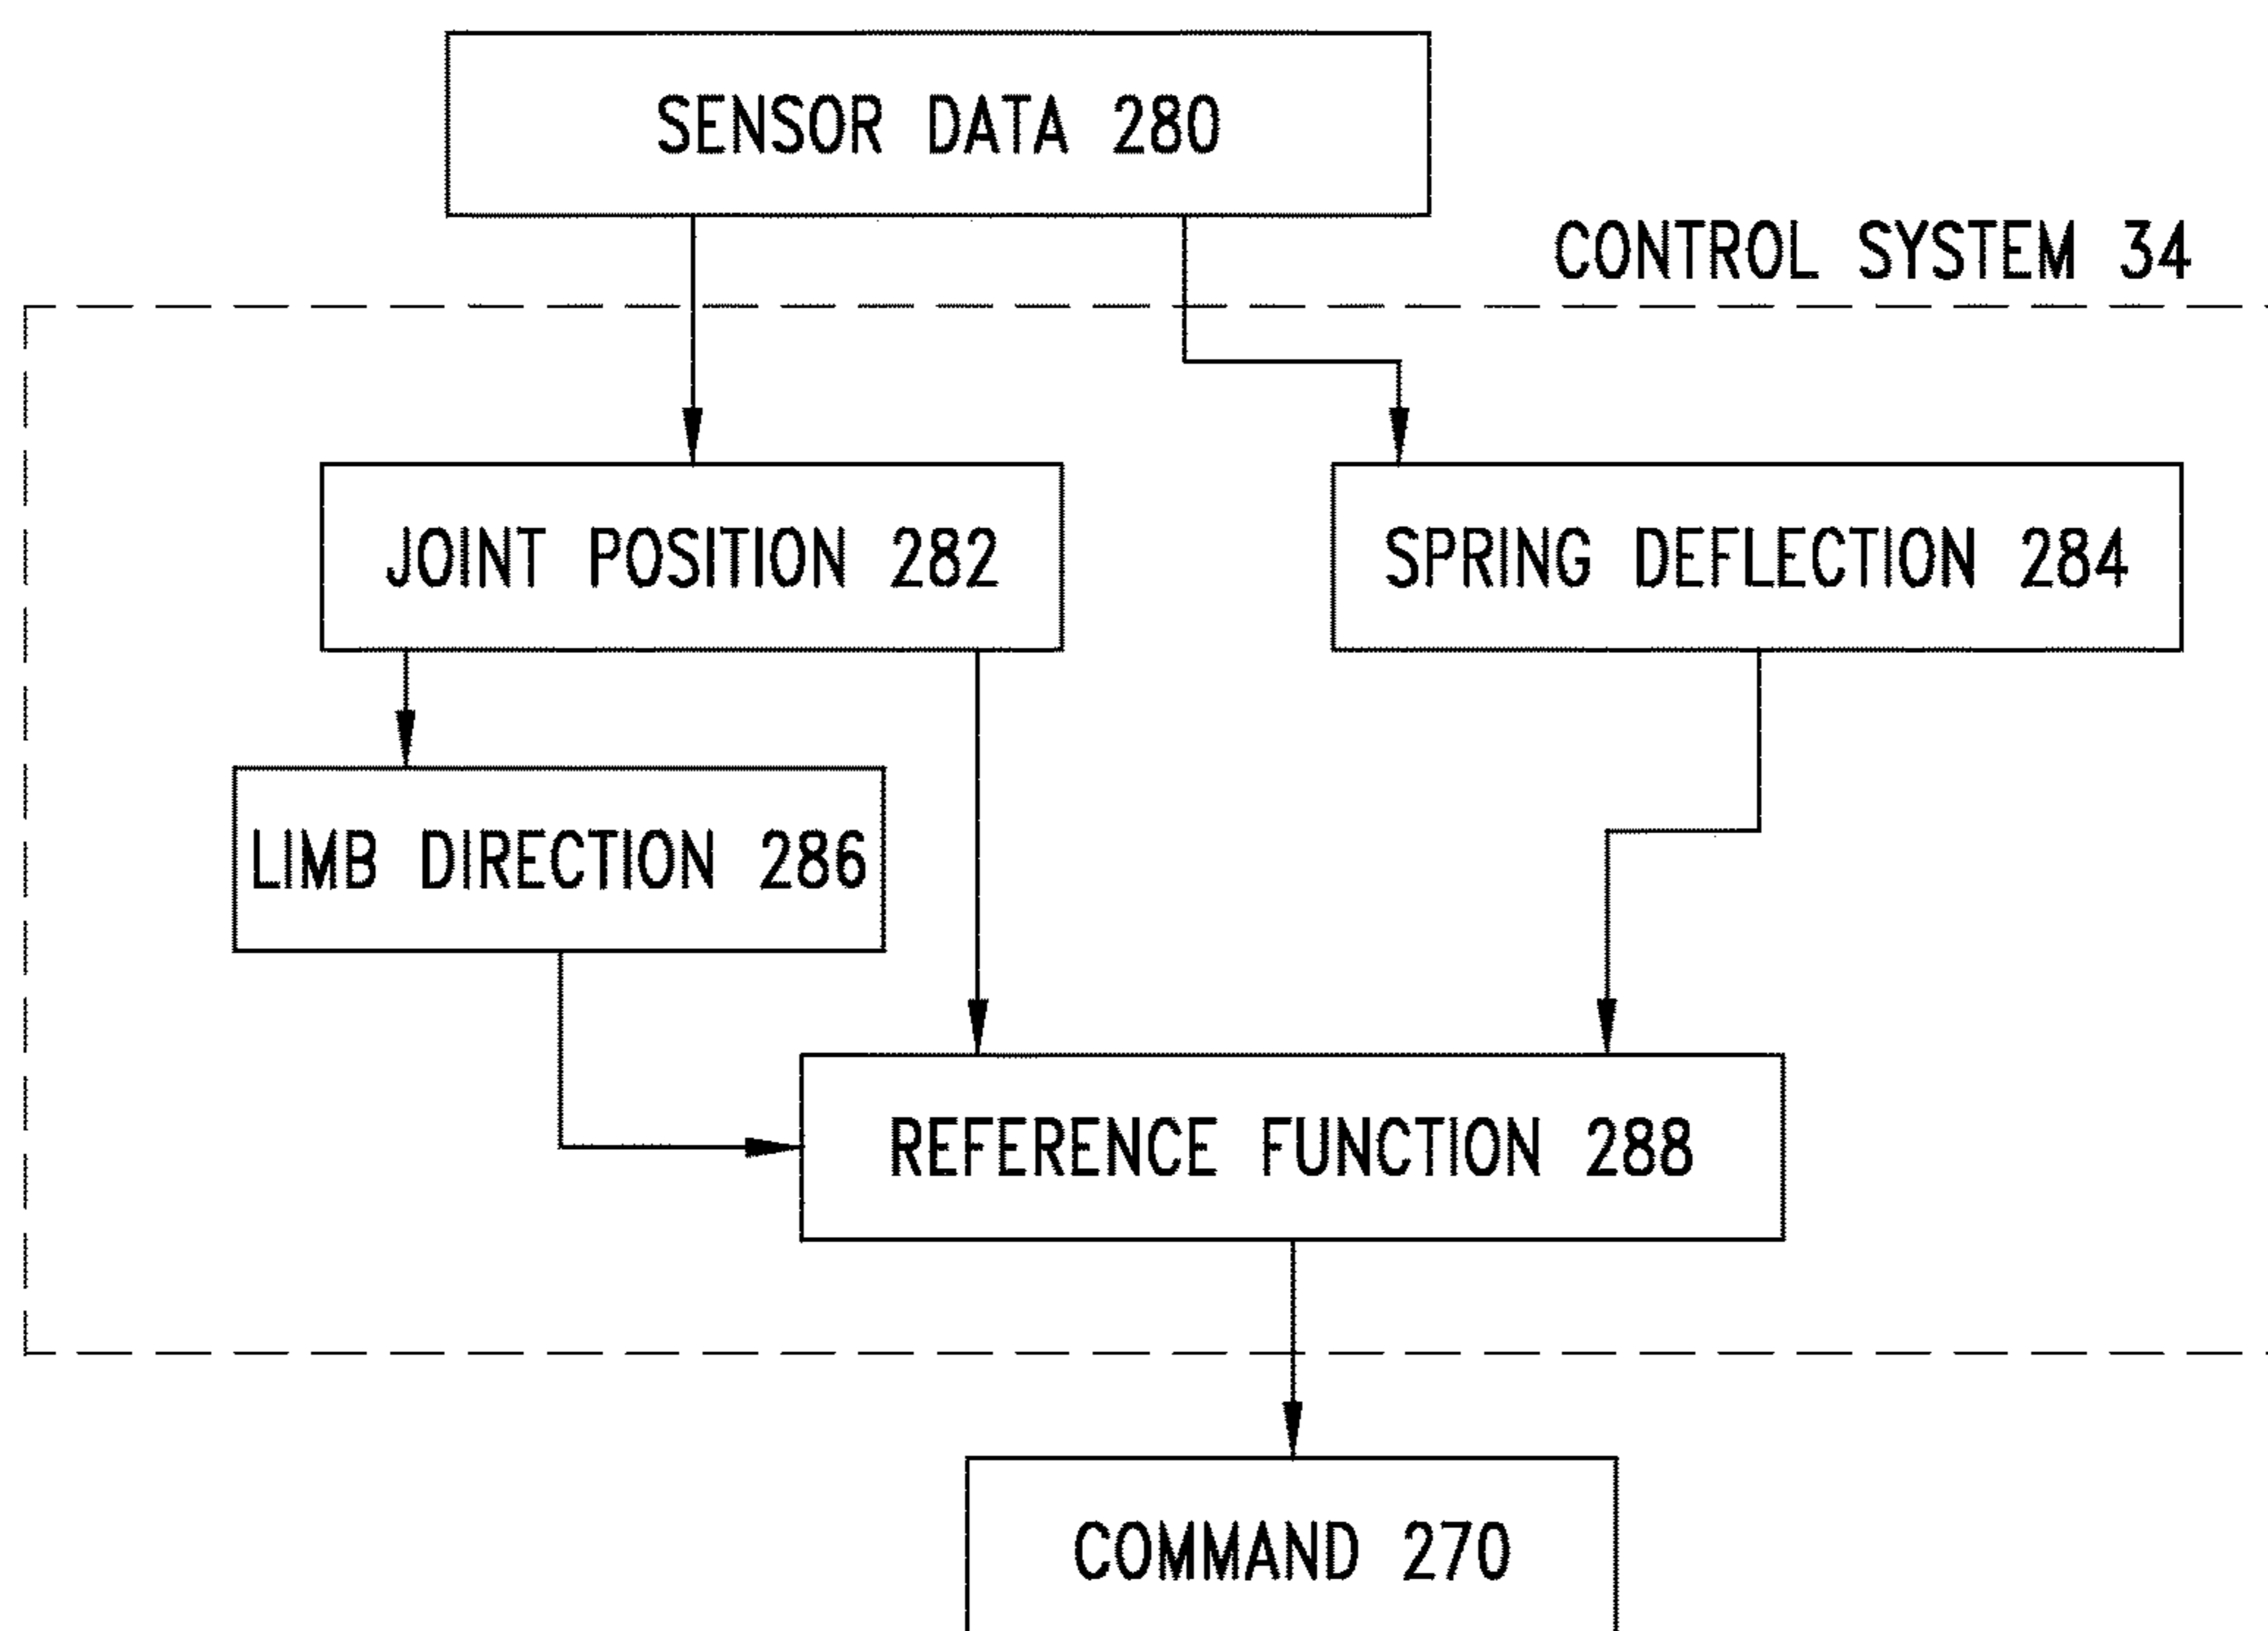 SENSOR DATA 280
CONTROL SYSTEM 34
JOINT POSITION 282
SPRING DEFLECTION 284
LIMB DIRECTION 286
REFERENCE FUNCTION 288
COMMAND 270